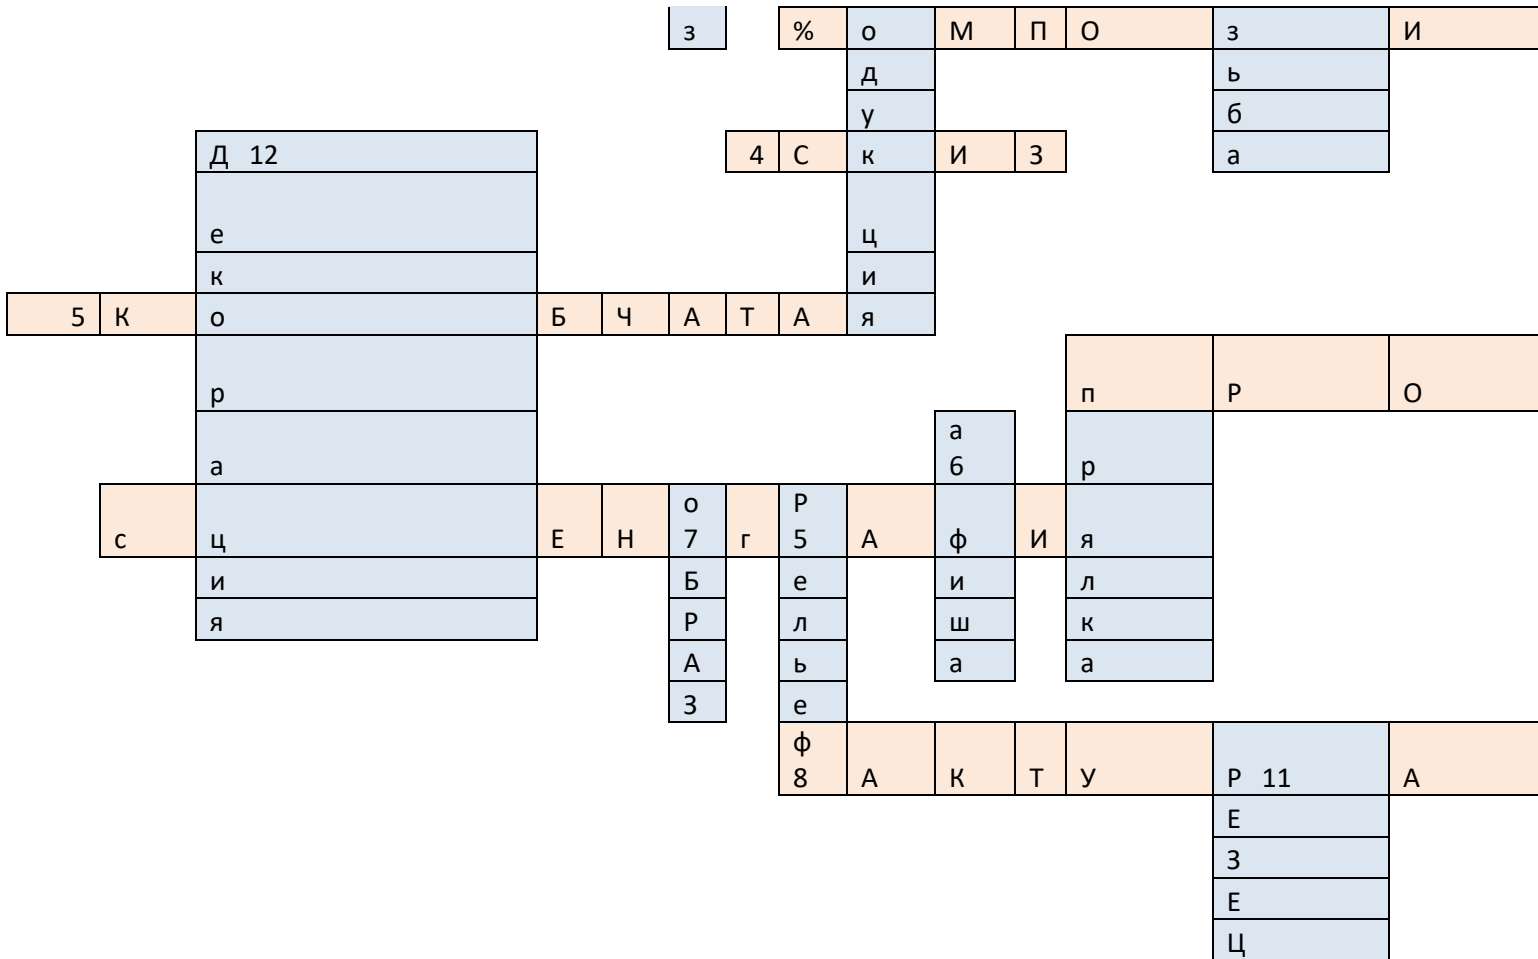 з % о М П О з И
д ь
у б
Д 12 4 С к И З а
е ц
к и
5 К о Б Ч А Т А я
р п Р О
а а 6 р
с ц Е Н о 7 г Р 5 А ф И я
и Б е и л
я Р л ш к
А ь а а
З е
ф 8 А К Т У Р 11 А
Е
З
Е
Ц